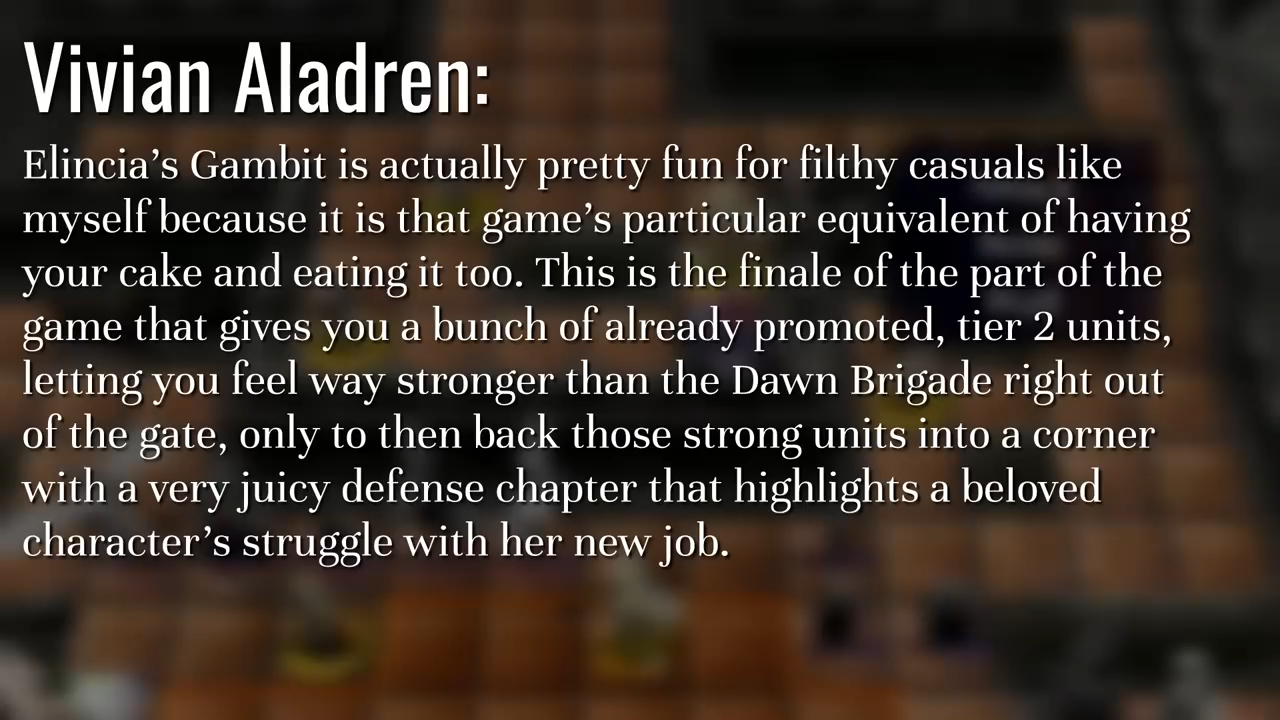 Vivian Aladren:
Elincia’s Gambit is actually pretty fun for filthy casuals like
myself because it is that game’s particular equivalent of having
your cake and eating it too. This is the finale of the part of the
game that gives you a bunch of already promoted, tier 2 units,
letting you feel way stronger than the Dawn Brigade right out
of the gate, only to then back those strong units into a corner
with a very juicy defense chapter that highlights a beloved
character’s struggle with her new job.